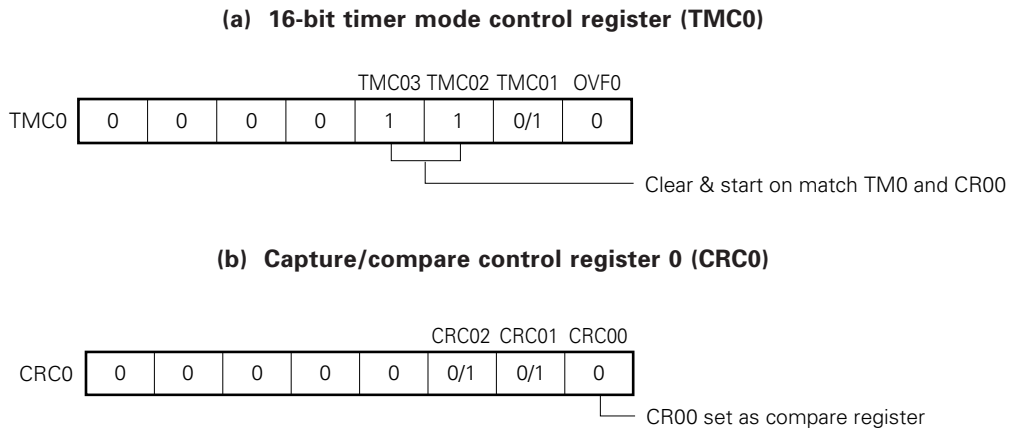 (a) 16-bit timer mode control register (TMC0)
TMC03 TMC02 TMC01 OVF0
TMC0 0 0 0 0 1 1 0/1 0
Clear & start on match TM0 and CR00
(b) Capture/compare control register 0 (CRC0)
CRC02 CRC01 CRC00
CRC0 0 0 0 0 0 0/1 0/1 0
CR00 set as compare register